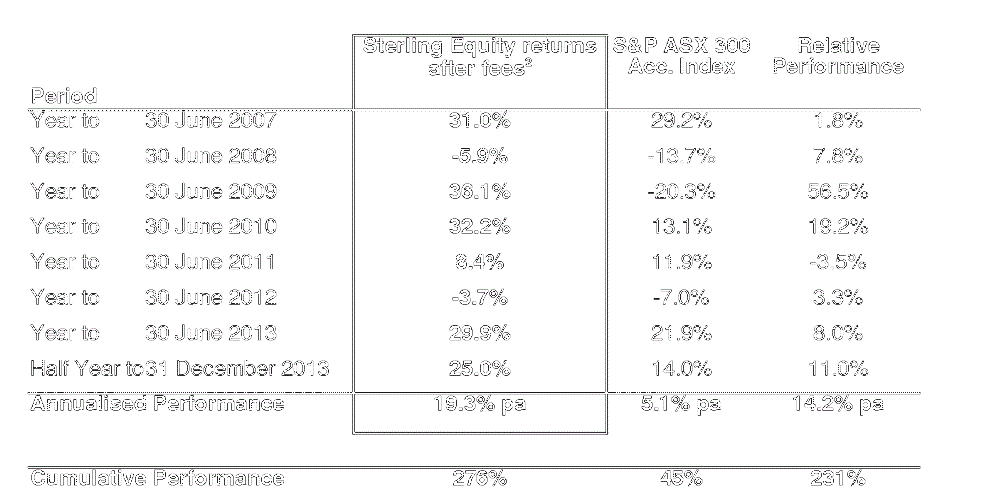 Sterling Equity returns after fees² S&P ASX 300 Acc. Index Relative Performance
Period
Year to 30 June 2007 31.0% 29.2% 1.8%
Year to 30 June 2008 -5.9% -13.7% 7.8%
Year to 30 June 2009 36.1% -20.3% 56.5%
Year to 30 June 2010 32.2% 13.1% 19.2%
Year to 30 June 2011 8.4% 11.9% -3.5%
Year to 30 June 2012 -3.7% -7.0% 3.3%
Year to 30 June 2013 29.9% 21.9% 8.0%
Half Year to31 December 2013 25.0% 14.0% 11.0%
Annualised Performance 19.3% pa 5.1% pa 14.2% pa
Cumulative Performance 276% 45% 231%